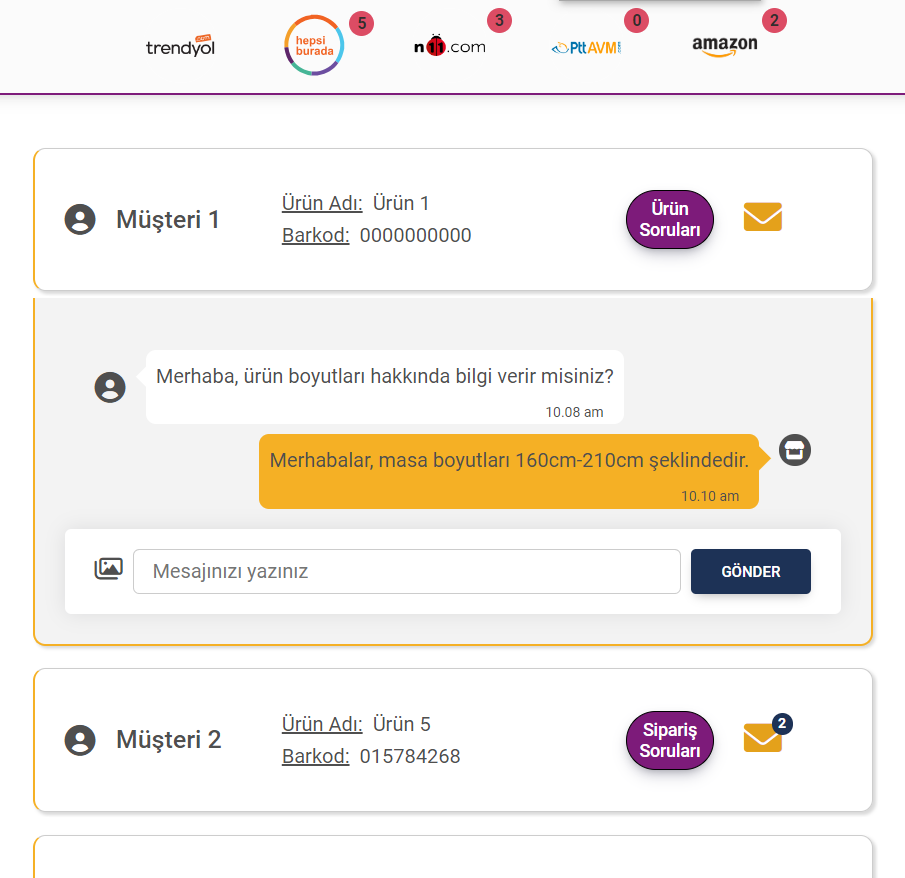 trendyol
.com
5
hepsi
burada
3
n11.com
0
PttAVM
2
amazon
Müşteri 1
Ürün Adı: Ürün 1
Barkod: 0000000000
Ürün
Soruları
Merhaba, ürün boyutları hakkında bilgi verir misiniz?
10.08 am
Merhabalar, masa boyutları 160cm-210cm şeklindedir.
10.10 am
Mesajınızı yazınız
GÖNDER
Müşteri 2
Ürün Adı: Ürün 5
Barkod: 015784268
Sipariş
Soruları
2